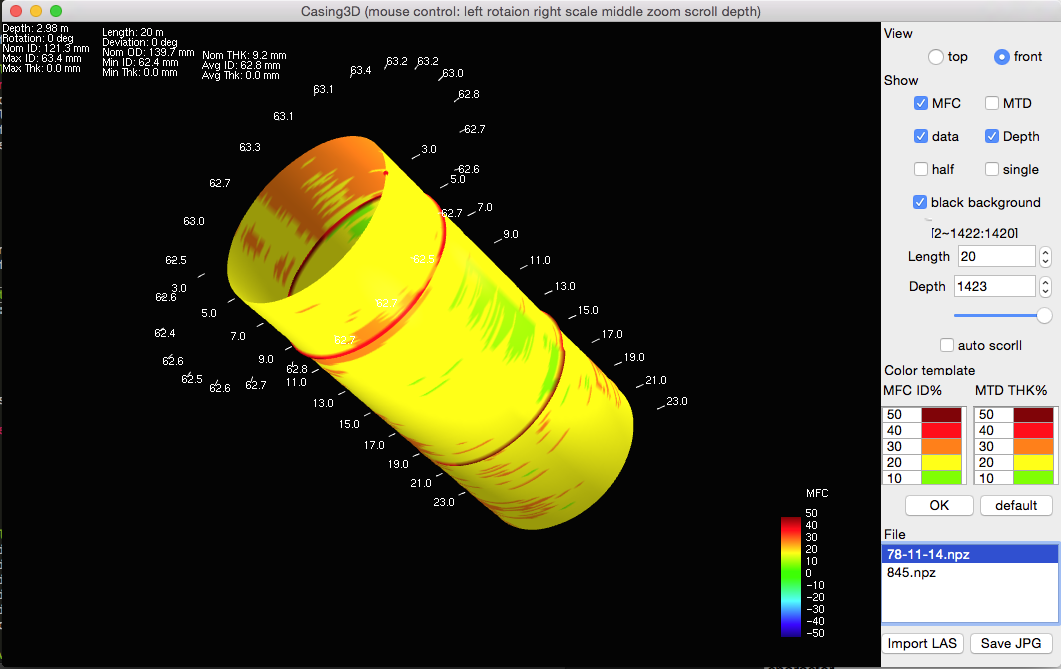 Casing3D (mouse control: left rotaion right scale middle zoom scroll depth)
Depth: 2.98 m
Rotation: 0 deg
Nom ID: 121.3 mm
Max ID: 63.4 mm
Max Thk: 0.0 mm
Length: 20 m
Deviation: 0 deg
Nom OD: 139.7 mm
Min ID: 62.4 mm
Min Thk: 0.0 mm
Nom THK: 9.2 mm
Avg ID: 62.8 mm
Avg Thk: 0.0 mm
63.4
63.2
63.2
63.0
62.8
62.7
62.6
62.7
63.1
63.1
63.3
62.7
63.0
62.5
62.6
62.4
62.6
62.5
62.6
62.7
62.8
3.0
5.0
7.0
9.0
11.0
13.0
15.0
17.0
19.0
21.0
23.0
3.0
5.0
7.0
9.0
11.0
13.0
15.0
17.0
19.0
21.0
23.0
MFC
50
40
30
20
10
0
-10
-20
-30
-40
-50
View
top
front
Show
MFC
MTD
data
Depth
half
single
black background
[2~1422:1420]
Length
20
Depth
1423
auto scorll
Color template
MFC ID%
MTD THK%
50
40
30
20
10
50
40
30
20
10
OK
default
File
78-11-14.npz
845.npz
Import LAS
Save JPG